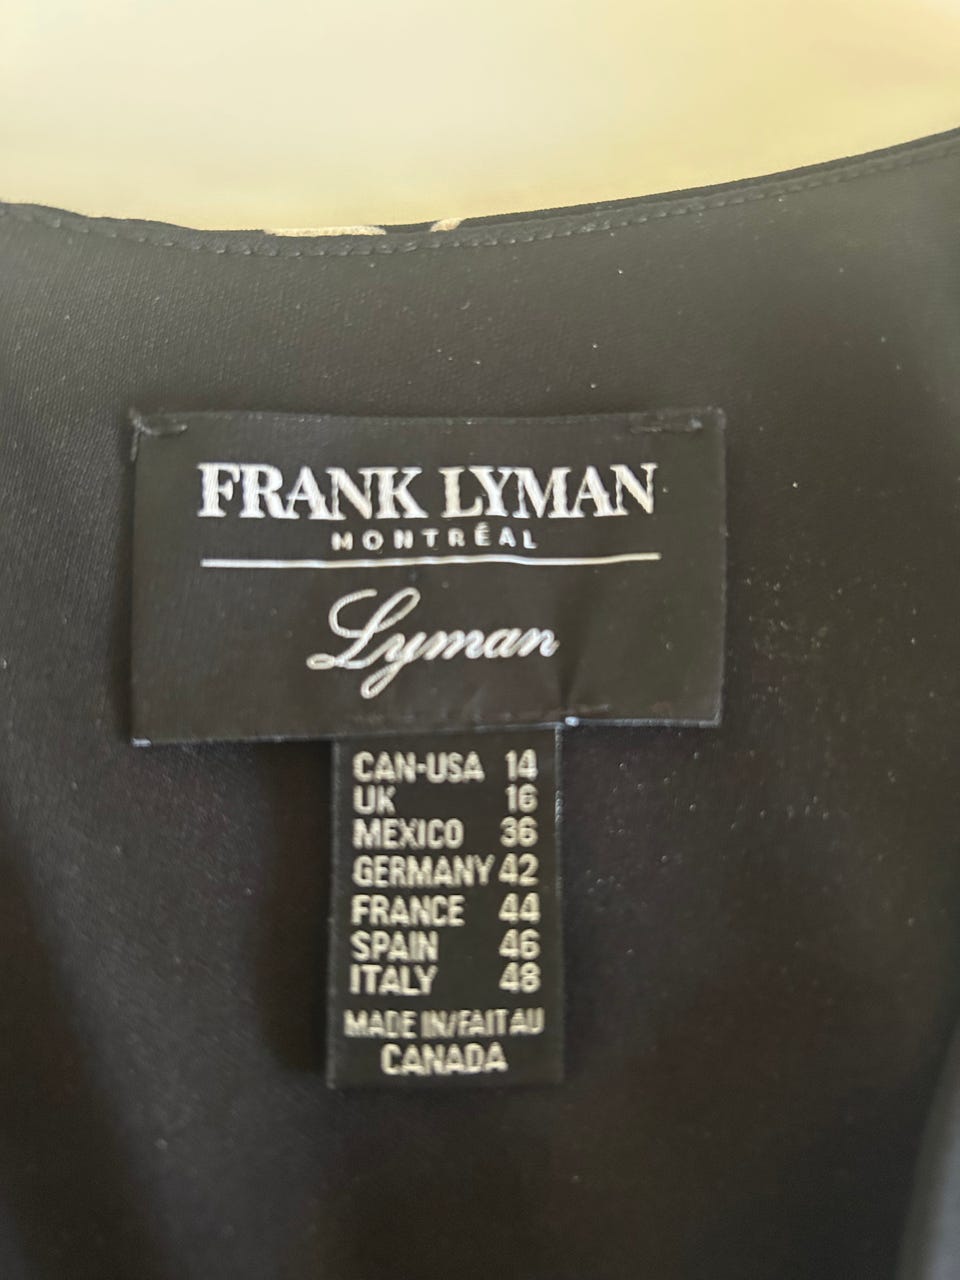 FRANK LYMAN
MONTRÉAL
Lyman
CAN-USA 14
UK 16
MEXICO 36
GERMANY 42
FRANCE 44
SPAIN 46
ITALY 48
MADE IN/FAIT AU
CANADA